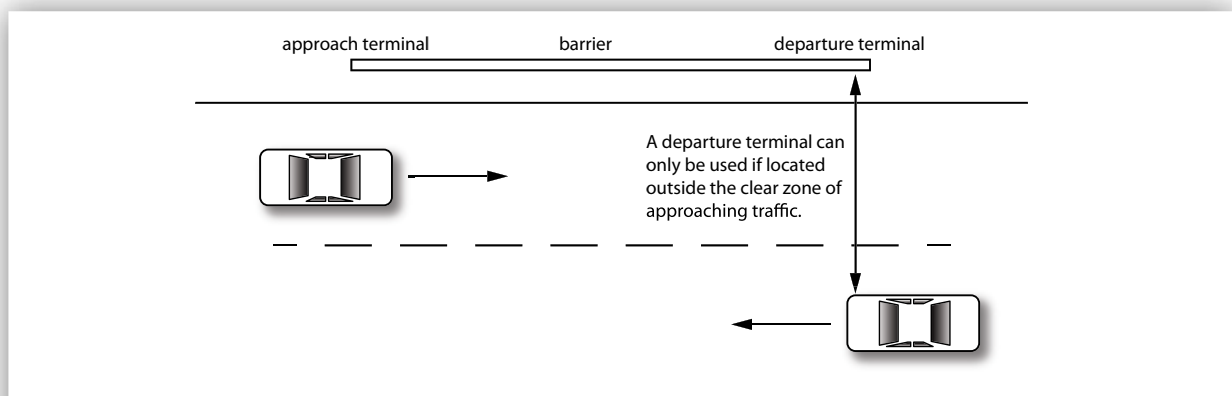 approach terminal barrier departure terminal
A departure terminal can
only be used if located
outside the clear zone of
approaching traffic.